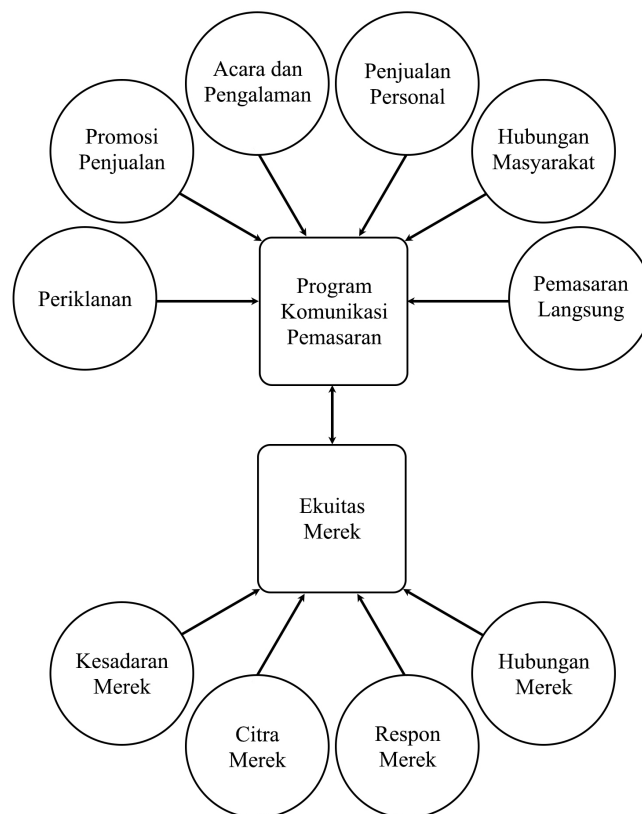 Acara dan
Pengalaman
Penjualan
Personal
Promosi
Penjualan
Hubungan
Masyarakat
Periklanan
Program
Komunikasi
Pemasaran
Pemasaran
Langsung
Ekuitas
Merek
Kesadaran
Merek
Citra
Merek
Respon
Merek
Hubungan
Merek